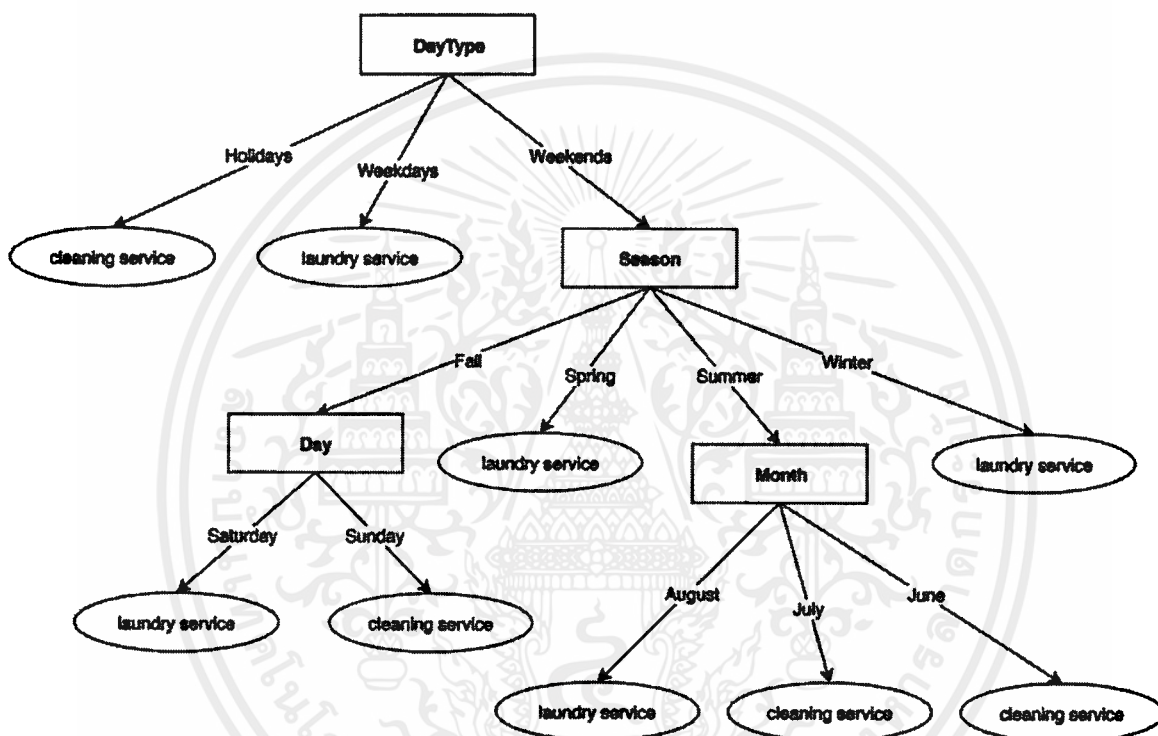 DayType
Holidays
Weekdays
Weekends
cleaning service
laundry service
Season
Fall
Spring
Summer
Winter
Day
laundry service
Month
laundry service
Saturday
Sunday
August
July
June
laundry service
cleaning service
laundry service
cleaning service
cleaning service